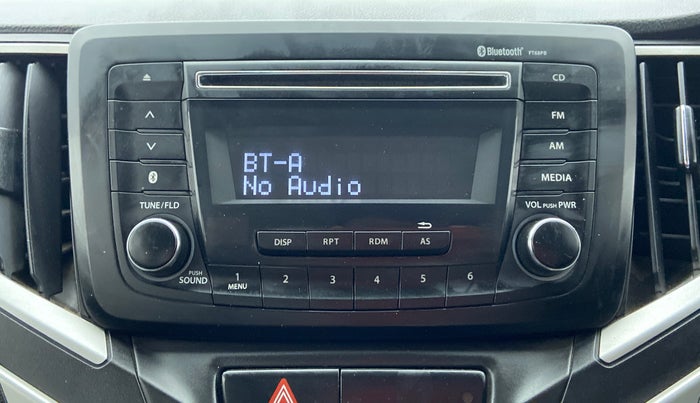 Bluetooth PT68PB
CD
FM
AM
MEDIA
BT-A
No Audio
TUNE/FLD
VOL PUSH PWR
DISP RPT RDM AS
PUSH SOUND
1 MENU 2 3 4 5 6